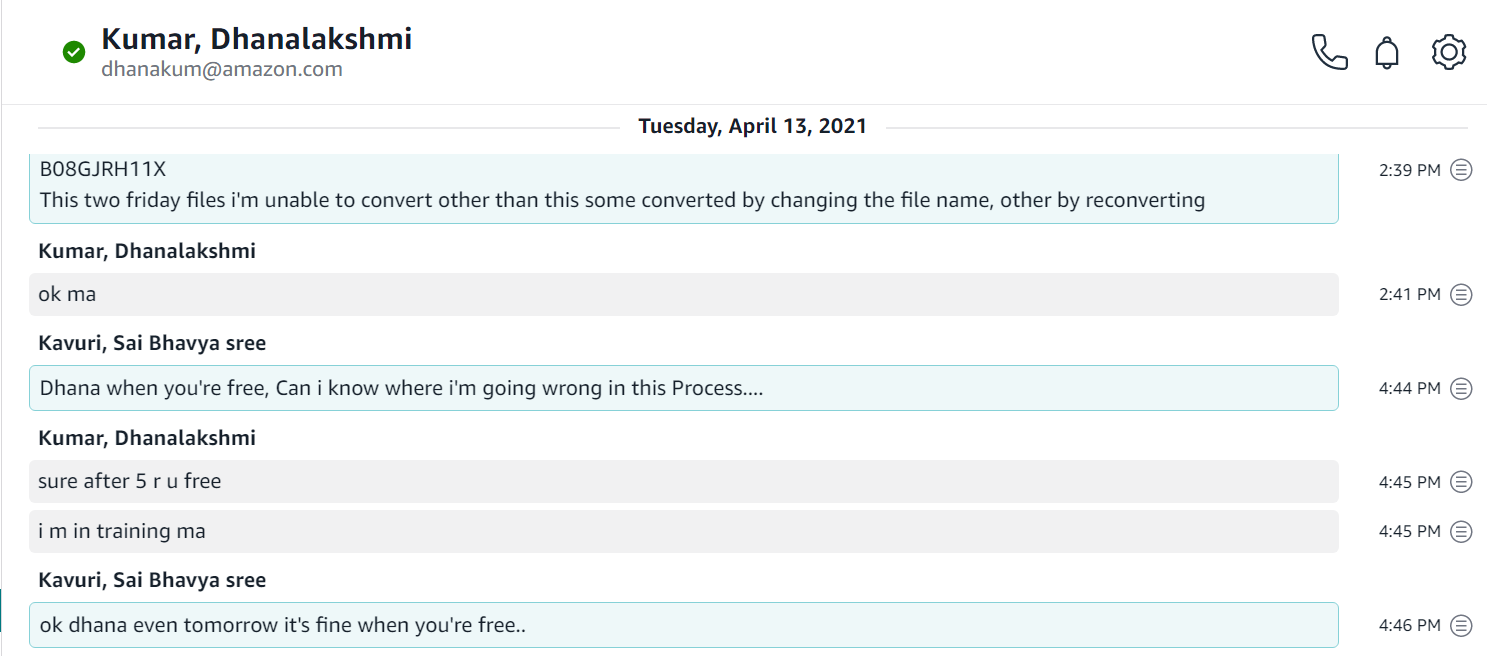 Kumar, Dhanalakshmi
dhanakum@amazon.com
Tuesday, April 13, 2021
B08GJRH11X
2:39 PM
This two friday files i'm unable to convert other than this some converted by changing the file name, other by reconverting
Kumar, Dhanalakshmi
ok ma
2:41 PM
Kavuri, Sai Bhavya sree
Dhana when you're free, Can i know where i'm going wrong in this Process....
4:44 PM
Kumar, Dhanalakshmi
sure after 5 r u free
4:45 PM
i m in training ma
4:45 PM
Kavuri, Sai Bhavya sree
ok dhana even tomorrow it's fine when you're free..
4:46 PM